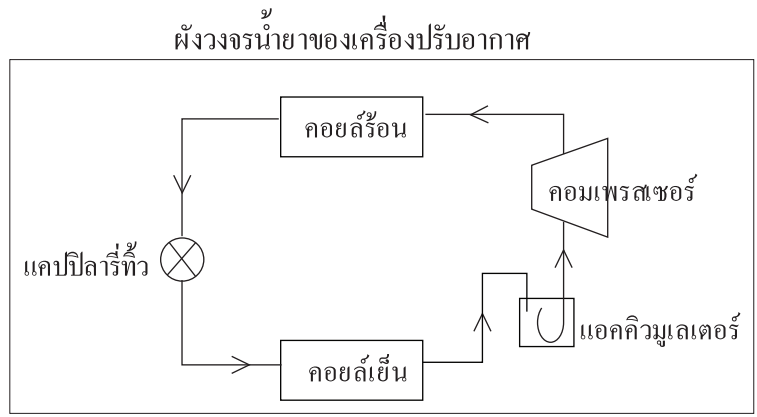 ผังวงจรน้ำยาของเครื่องปรับอากาศ
คอยล์ร้อน
คอมเพรสเซอร์
แคปปิลารี่ทิ้ว
แอคคิวมูเลเตอร์
คอยล์เย็น